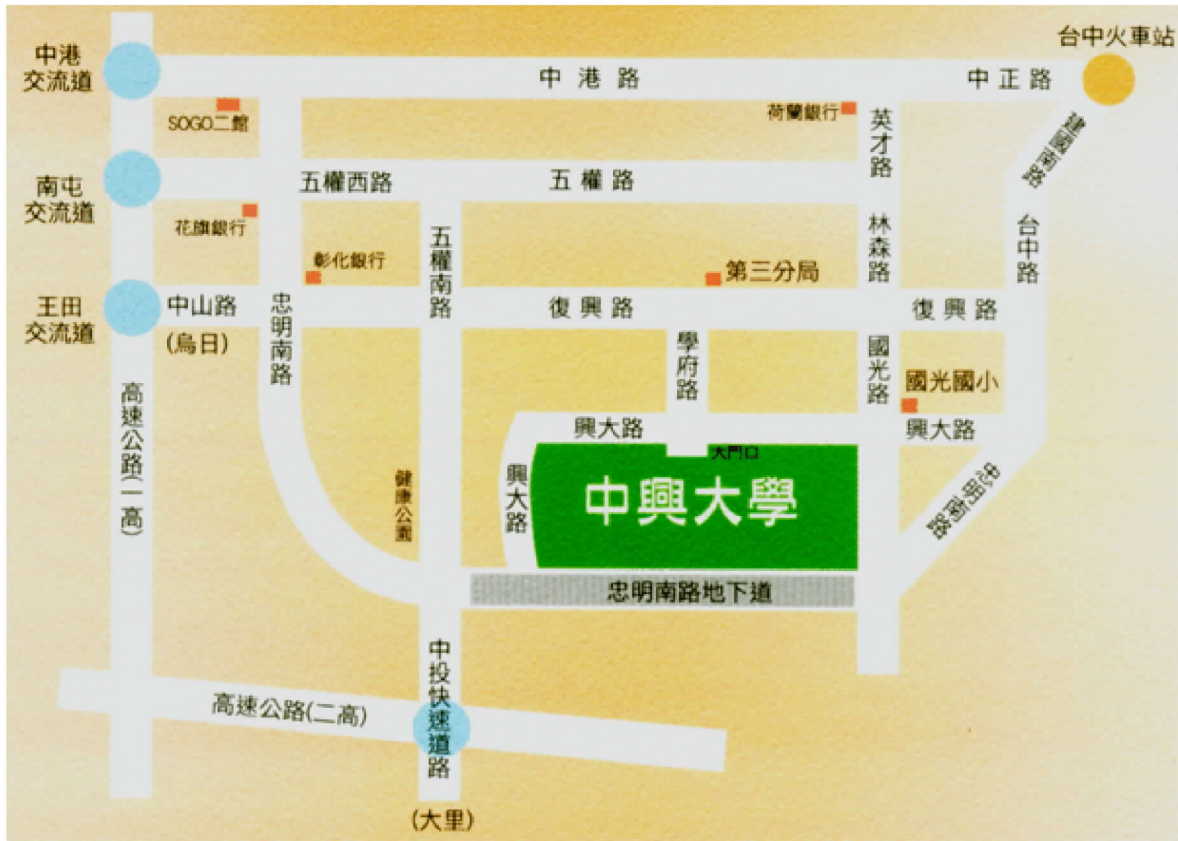 台中火車站
中港
交流道
中港路
中正路
SOGO二館
荷蘭銀行
英才路
建國南路
南屯
交流道
五權西路
五權路
花旗銀行
彰化銀行
五權南路
第三分局
林森路
台中路
王田
交流道
中山路
(烏日)
忠明南路
復興路
復興路
學府路
國光路
國光國小
高速公路(一高)
興大路
興大路
大門口
健康公園
興大路
中興大學
忠明南路
忠明南路地下道
中投快速道路
高速公路(二高)
(大里)